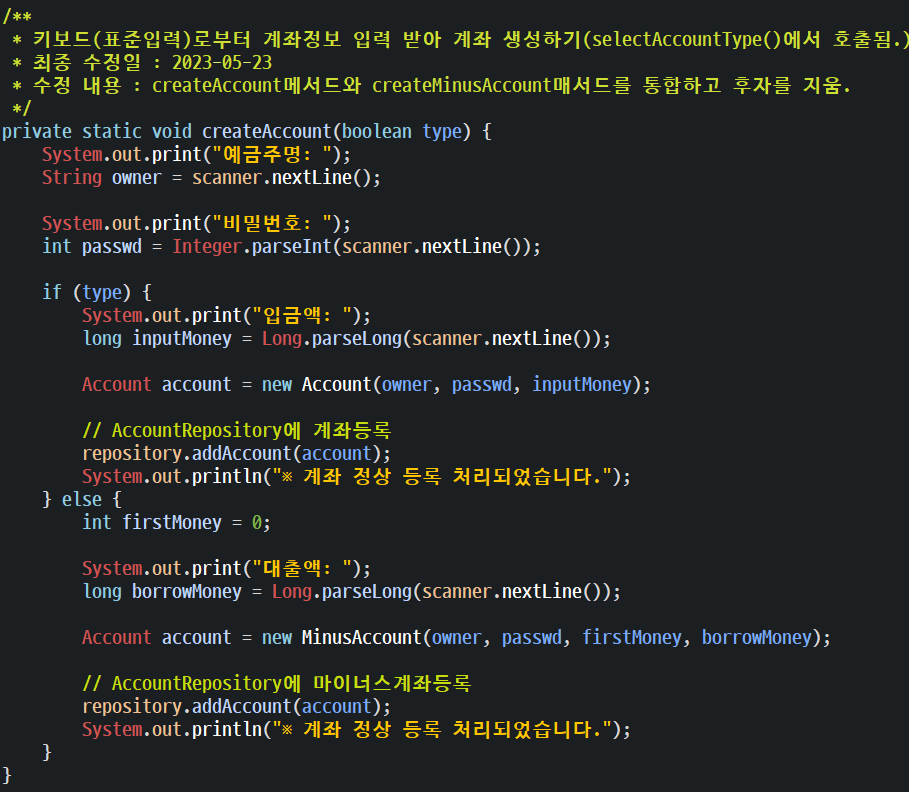 /**
 * 키보드(표준입력)로부터 계좌정보 입력 받아 계좌 생성하기(selectAccountType()에서 호출됨.)
 * 최종 수정일 : 2023-05-23
 * 수정 내용 : createAccount메서드와 createMinusAccount매서드를 통합하고 후자를 지움.
 */
private static void createAccount(boolean type) {
    System.out.print("예금주명: ");
    String owner = scanner.nextLine();

    System.out.print("비밀번호: ");
    int passwd = Integer.parseInt(scanner.nextLine());

    if (type) {
        System.out.print("입금액: ");
        long inputMoney = Long.parseLong(scanner.nextLine());

        Account account = new Account(owner, passwd, inputMoney);

        // AccountRepository에 계좌등록
        repository.addAccount(account);
        System.out.println("※ 계좌 정상 등록 처리되었습니다.");
    } else {
        int firstMoney = 0;

        System.out.print("대출액: ");
        long borrowMoney = Long.parseLong(scanner.nextLine());

        Account account = new MinusAccount(owner, passwd, firstMoney, borrowMoney);

        // AccountRepository에 마이너스계좌등록
        repository.addAccount(account);
        System.out.println("※ 계좌 정상 등록 처리되었습니다.");
    }
}